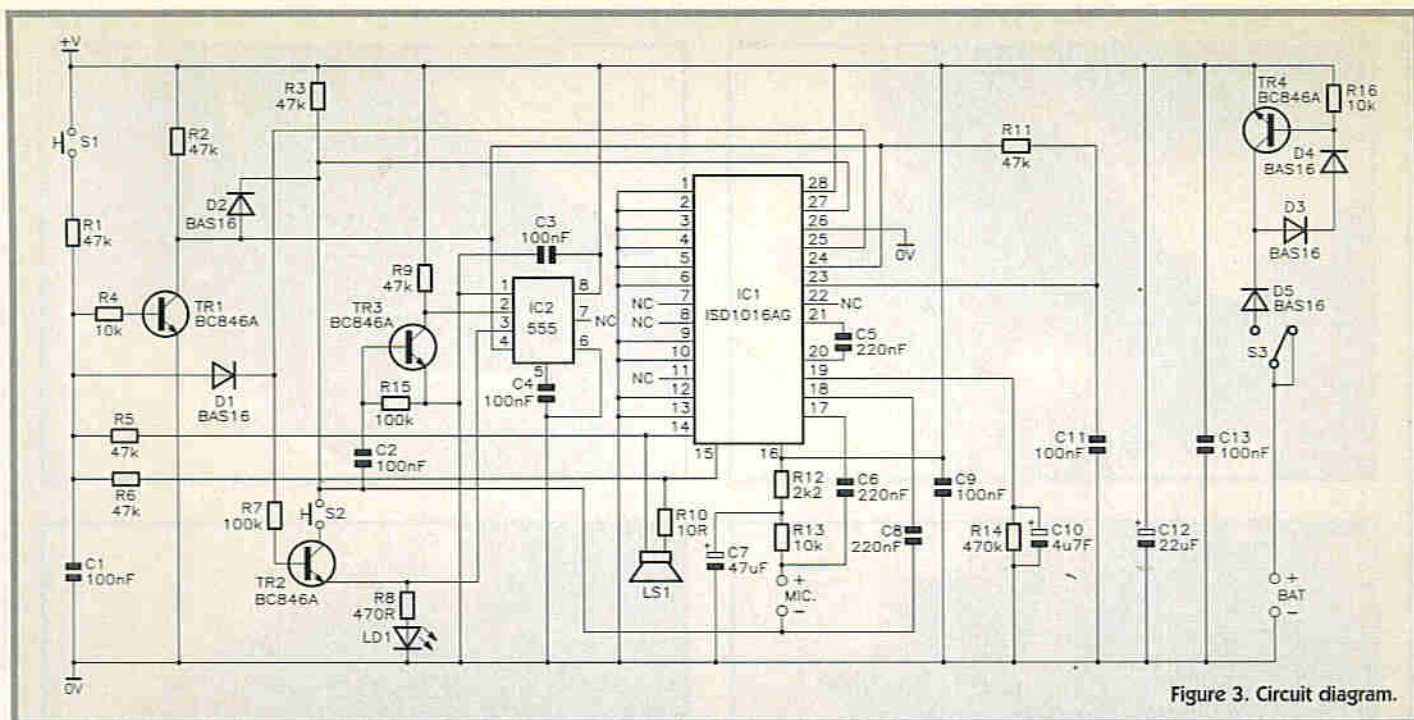 +V
S1
R1
47k
R2
47k
R3
47k
D2
BAS16
R4
10k
TR1
BC846A
D1
BAS16
R5
47k
R6
47k
C1
100nF
0V
R7
100k
S2
TR2
BC846A
R8
470R
LD1
R9
47k
TR3
BC846A
R15
100k
C2
100nF
C3
100nF
IC2
555
1
2
3
4
5
6
7
8
NC
C4
100nF
IC1
ISD1016AG
1
2
3
4
5
6
7
8
9
10
11
12
13
14
15
16
17
18
19
20
21
22
23
24
25
26
27
28
NC
NC
NC
NC
0V
C5
220nF
R10
10R
LS1
R12
2k2
R13
10k
C7
47uF
+
MIC.
+
−
C6
220nF
C8
220nF
C9
100nF
R14
470k
C10
4u7F
+
R11
47k
C11
100nF
C12
22uF
+
C13
100nF
TR4
BC846A
R16
10k
D4
BAS16
D3
BAS16
D5
BAS16
S3
+
BAT
−
Figure 3. Circuit diagram.